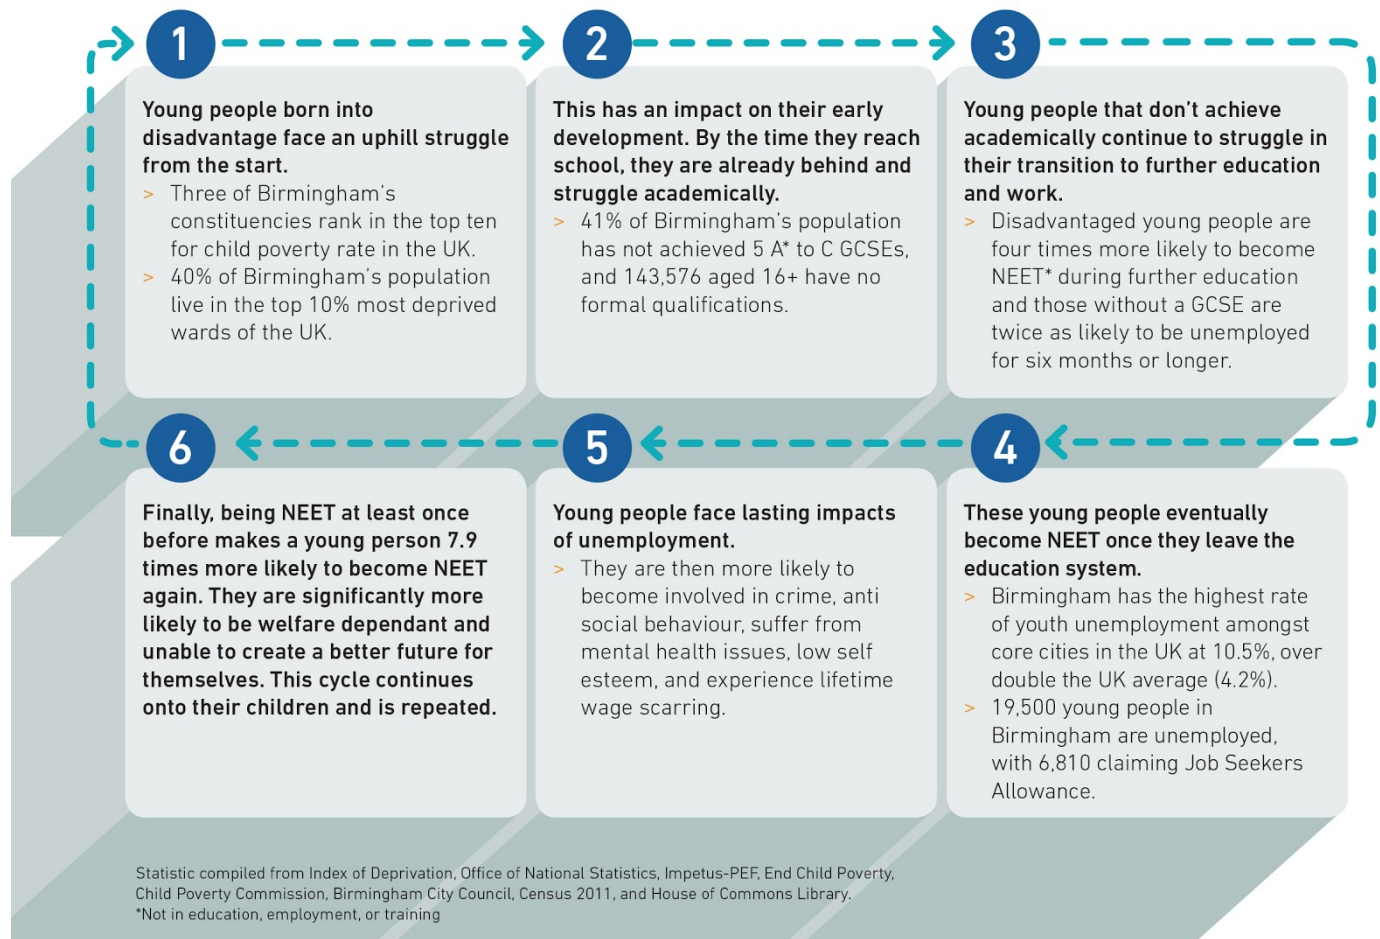 1
Young people born into
disadvantage face an uphill struggle
from the start.
> Three of Birmingham's
constituencies rank in the top ten
for child poverty rate in the UK.
> 40% of Birmingham's population
live in the top 10% most deprived
wards of the UK.
2
This has an impact on their early
development. By the time they reach
school, they are already behind and
struggle academically.
> 41% of Birmingham's population
has not achieved 5 A* to C GCSEs,
and 143,576 aged 16+ have no
formal qualifications.
3
Young people that don't achieve
academically continue to struggle in
their transition to further education
and work.
> Disadvantaged young people are
four times more likely to become
NEET* during further education
and those without a GCSE are
twice as likely to be unemployed
for six months or longer.
4
These young people eventually
become NEET once they leave the
education system.
> Birmingham has the highest rate
of youth unemployment amongst
core cities in the UK at 10.5%, over
double the UK average (4.2%).
> 19,500 young people in
Birmingham are unemployed,
with 6,810 claiming Job Seekers
Allowance.
5
Young people face lasting impacts
of unemployment.
> They are then more likely to
become involved in crime, anti
social behaviour, suffer from
mental health issues, low self
esteem, and experience lifetime
wage scarring.
6
Finally, being NEET at least once
before makes a young person 7.9
times more likely to become NEET
again. They are significantly more
likely to be welfare dependant and
unable to create a better future for
themselves. This cycle continues
onto their children and is repeated.
Statistic compiled from Index of Deprivation, Office of National Statistics, Impetus-PEF, End Child Poverty,
Child Poverty Commission, Birmingham City Council, Census 2011, and House of Commons Library.
*Not in education, employment, or training